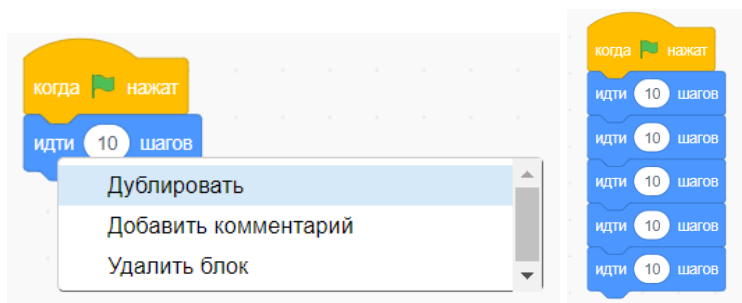 когда нажат
идти 10 шагов
Дублировать
Добавить комментарий
Удалить блок
когда нажат
идти 10 шагов
идти 10 шагов
идти 10 шагов
идти 10 шагов
идти 10 шагов